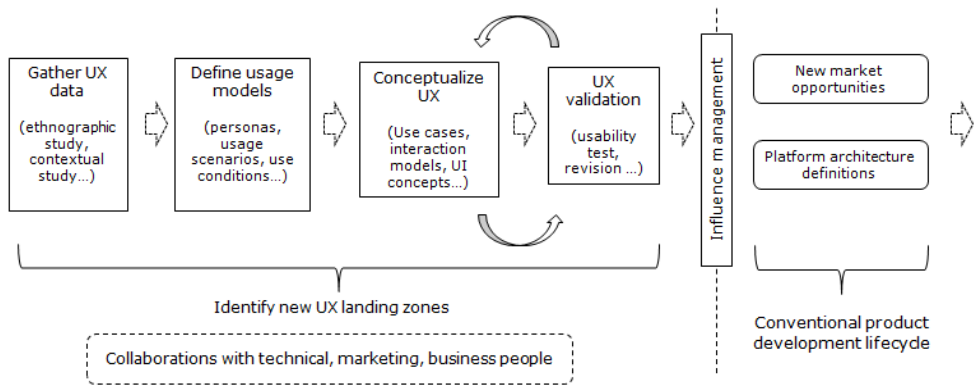 Gather UX
data
(ethnographic
study,
contextual
study...)
Define usage
models
(personas,
usage
scenarios, use
conditions...)
Conceptualize
UX
(Use cases,
interaction
models, UI
concepts...)
UX
validation
(usability
test,
revision ...)
Influence management
New market
opportunities
Platform architecture
definitions
Identify new UX landing zones
Collaborations with technical, marketing, business people
Conventional product
development lifecycle